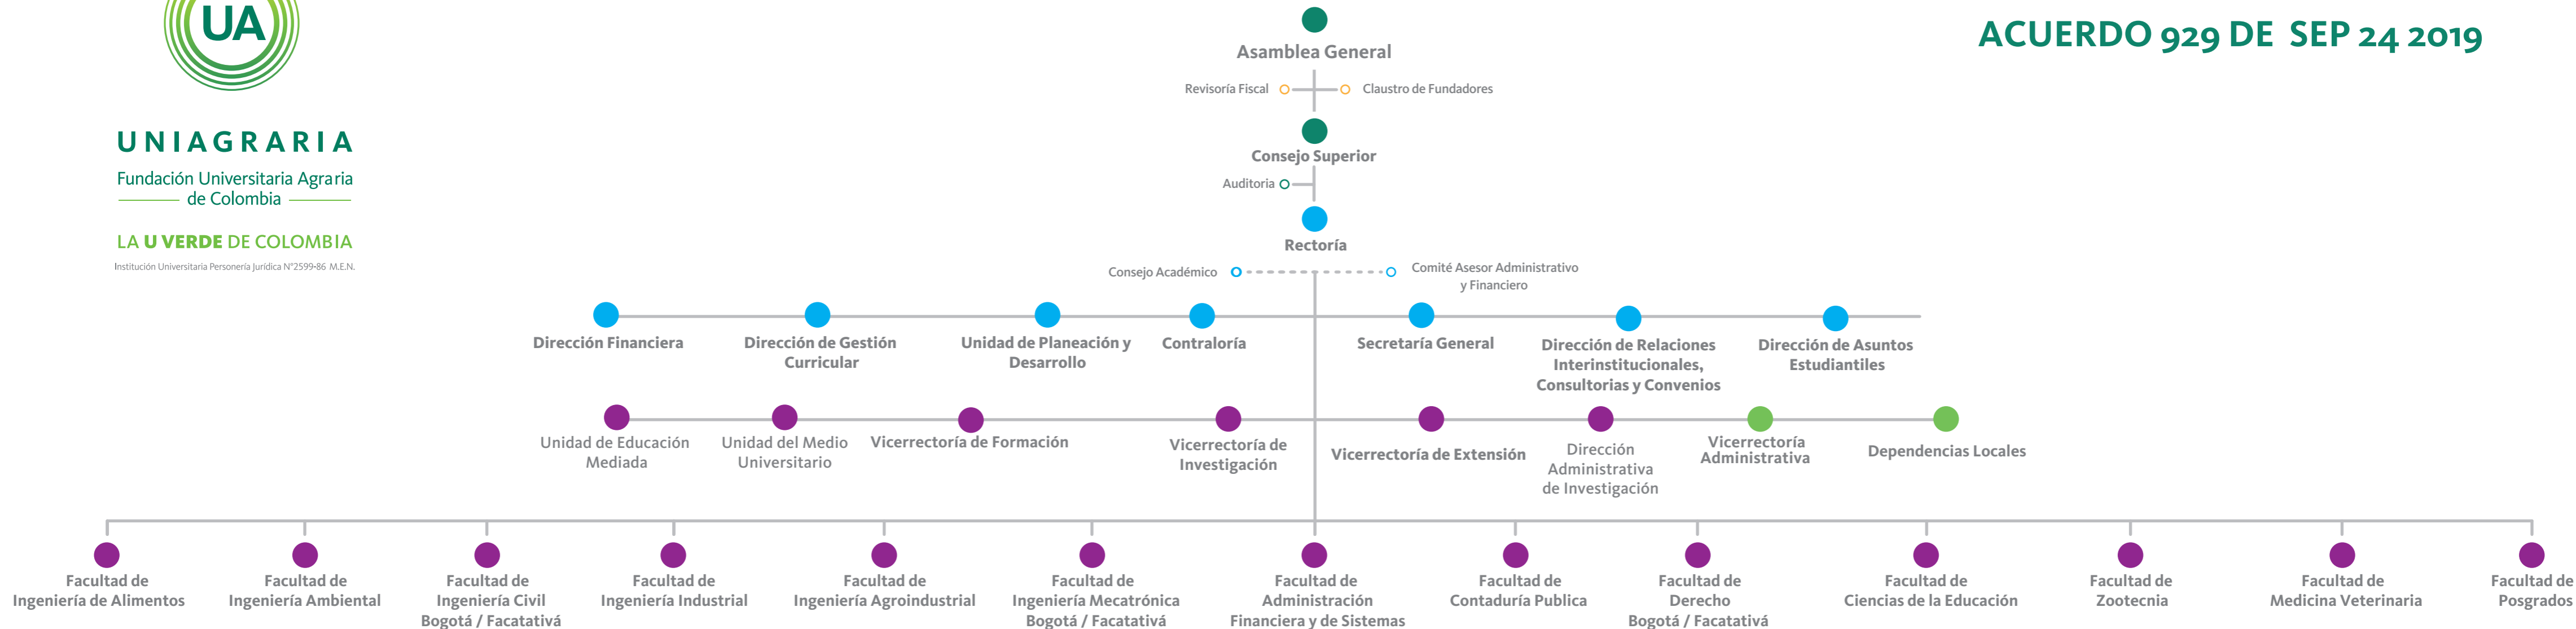 UA
UNIAGRARIA
Fundación Universitaria Agraria
de Colombia
LA U VERDE DE COLOMBIA
Institución Universitaria Personería Jurídica N°2599-86 M.E.N.
ACUERDO 929 DE SEP 24 2019
Asamblea General
Revisoría Fiscal
Claustro de Fundadores
Consejo Superior
Auditoria
Rectoría
Consejo Académico
Comité Asesor Administrativo
y Financiero
Dirección Financiera
Dirección de Gestión
Curricular
Unidad de Planeación y
Desarrollo
Contraloría
Secretaría General
Dirección de Relaciones
Interinstitucionales,
Consultorias y Convenios
Dirección de Asuntos
Estudiantiles
Unidad de Educación
Mediada
Unidad del Medio
Universitario
Vicerrectoría de Formación
Vicerrectoría de
Investigación
Vicerrectoría de Extensión
Dirección
Administrativa
de Investigación
Vicerrectoría
Administrativa
Dependencias Locales
Facultad de
Ingeniería de Alimentos
Facultad de
Ingeniería Ambiental
Facultad de
Ingeniería Civil
Bogotá / Facatativá
Facultad de
Ingeniería Industrial
Facultad de
Ingeniería Agroindustrial
Facultad de
Ingeniería Mecatrónica
Bogotá / Facatativá
Facultad de
Administración
Financiera y de Sistemas
Facultad de
Contaduría Publica
Facultad de
Derecho
Bogotá / Facatativá
Facultad de
Ciencias de la Educación
Facultad de
Zootecnia
Facultad de
Medicina Veterinaria
Facultad de
Posgrados